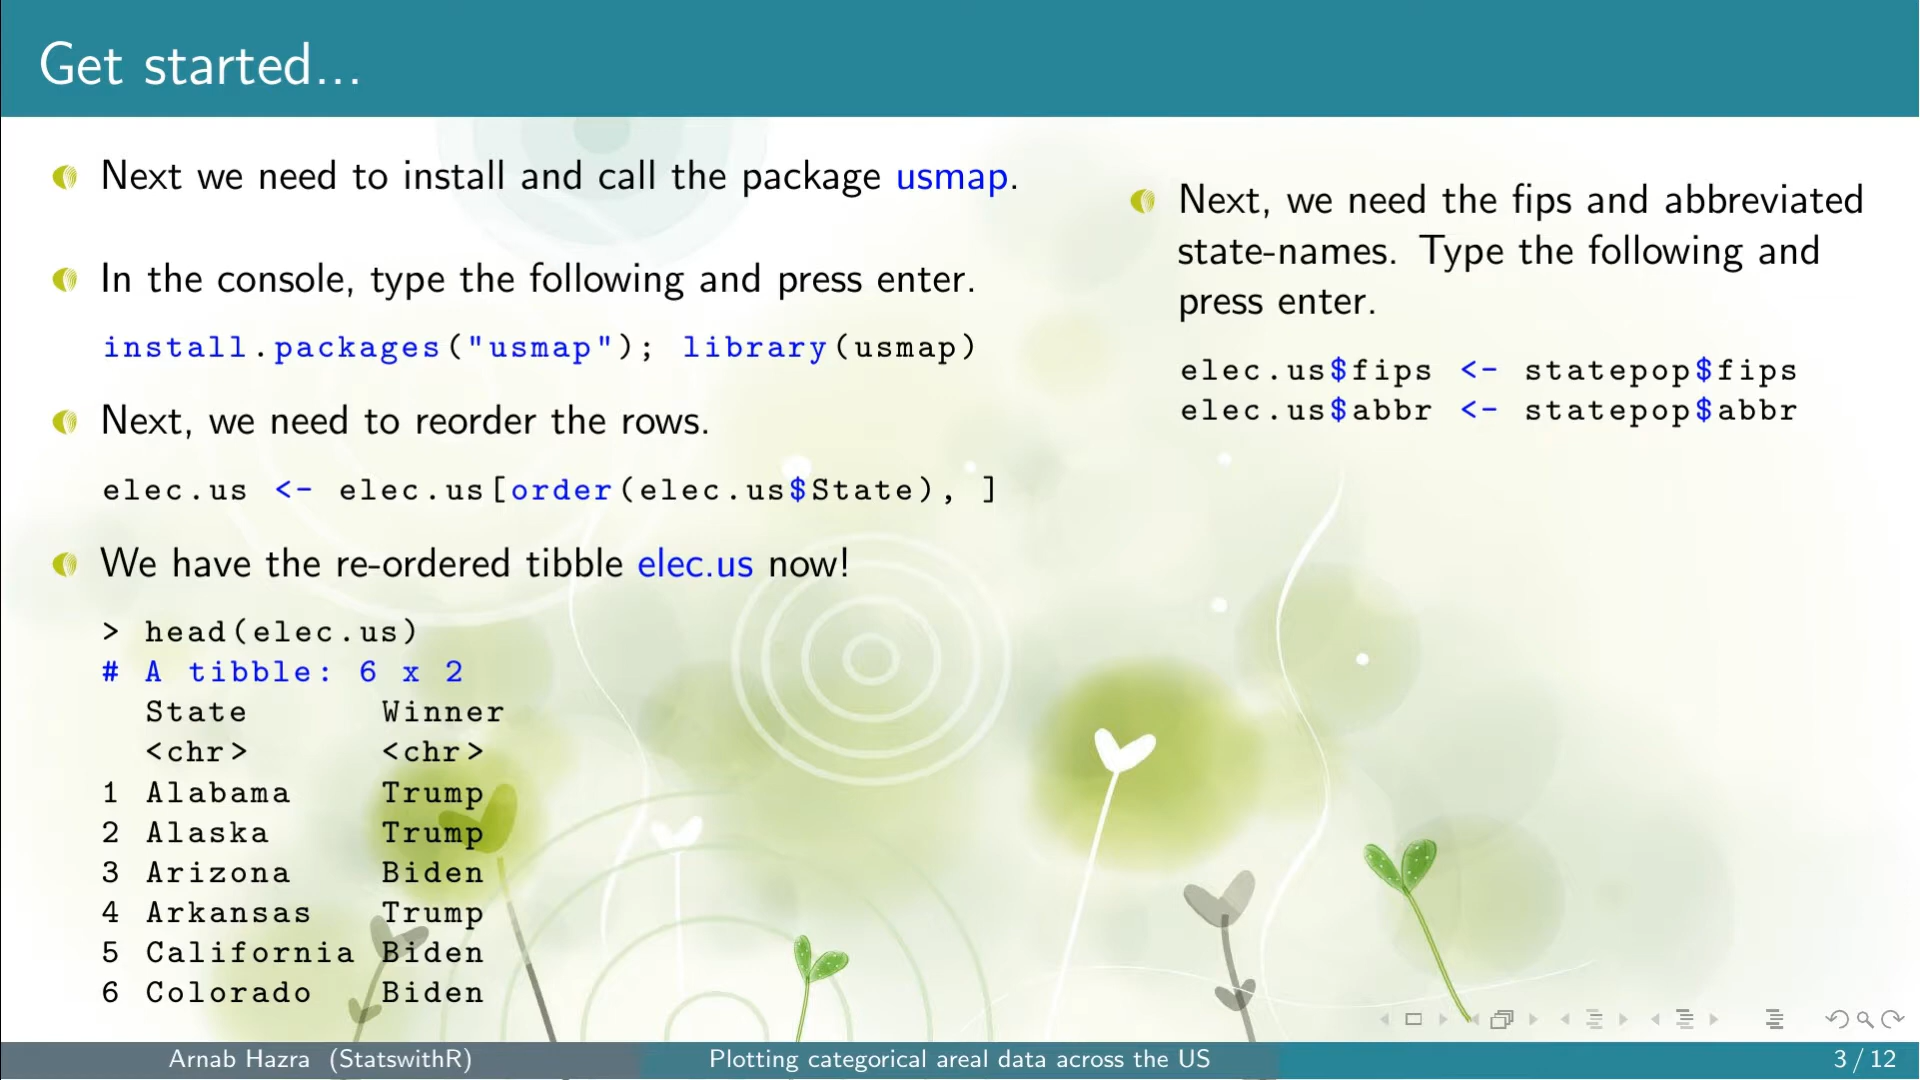 Get started...
Next we need to install and call the package usmap.
In the console, type the following and press enter.
install.packages("usmap"); library(usmap)
Next, we need to reorder the rows.
elec.us <- elec.us[order(elec.us$State), ]
We have the re-ordered tibble elec.us now!
> head(elec.us)
# A tibble: 6 x 2
State Winner
<chr> <chr>
1 Alabama Trump
2 Alaska Trump
3 Arizona Biden
4 Arkansas Trump
5 California Biden
6 Colorado Biden
Next, we need the fips and abbreviated
state-names. Type the following and
press enter.
elec.us$fips <- statepop$fips
elec.us$abbr <- statepop$abbr
Arnab Hazra (StatswithR) Plotting categorical areal data across the US 3 / 12